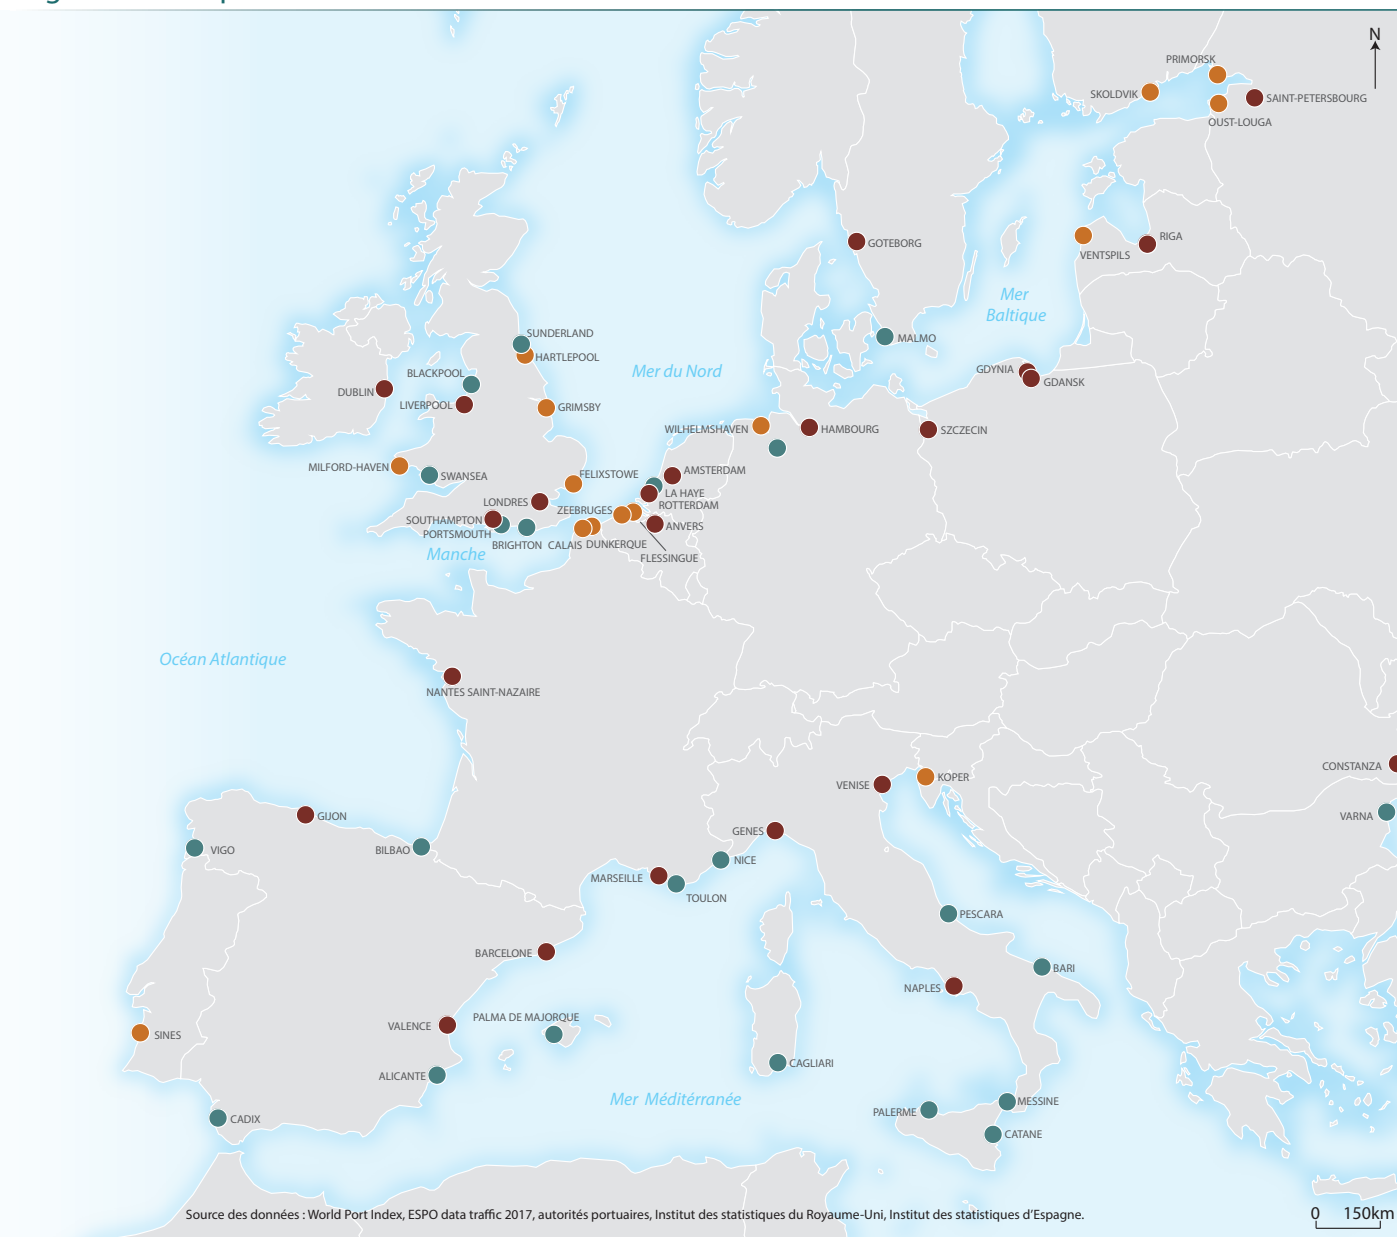 N
PRIMORSK
SKOLDVIK
SAINT-PETERSBOURG
OUST-LOUGA
GOTEBORG
RIGA
VENTSPILS
Mer
Baltique
SUNDERLAND
MALMO
HARTLEPOOL
Mer du Nord
BLACKPOOL
GDYNIA
GDANSK
DUBLIN
LIVERPOOL
GRIMSBY
WILHELMSHAVEN
HAMBOURG
SZCZECIN
MILFORD-HAVEN
SWANSEA
FELIXSTOWE
AMSTERDAM
LA HAYE
LONDRES
ROTTERDAM
ZEEBRUGES
SOUTHAMPTON
ANVERS
PORTSMOUTH
BRIGHTON
CALAIS
DUNKERQUE
Manche
FLESSINGUE
Océan Atlantique
NANTES SAINT-NAZAIRE
CONSTANZA
VENISE
KOPER
GIJON
VARNA
GENES
VIGO
BILBAO
NICE
MARSEILLE
TOULON
PESCARA
BARCELONE
BARI
NAPLES
PALMA DE MAJORQUE
VALENCE
SINES
CAGLIARI
ALICANTE
Mer Méditérranée
MESSINE
PALERME
CADIX
CATANE
Source des données : World Port Index, ESPO data traffic 2017, autorités portuaires, Institut des statistiques du Royaume-Uni, Institut des statistiques d'Espagne.
0 150km